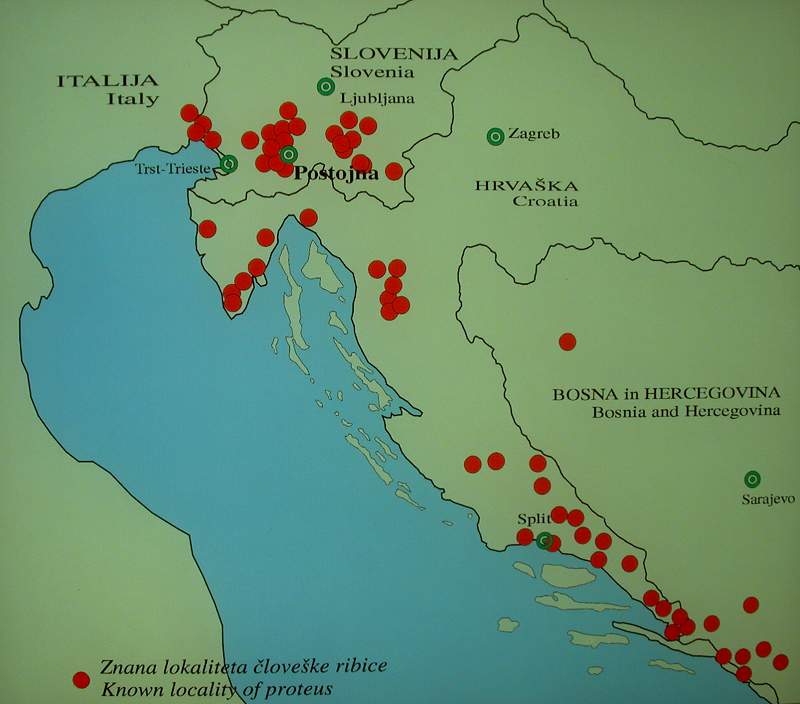 SLOVENIJA
Slovenia
ITALIJA
Italy
Ljubljana
Zagreb
Trst-Trieste
Postojna
HRVAŠKA
Croatia
BOSNA in HERCEGOVINA
Bosnia and Hercegovina
Sarajevo
Split
Znana lokaliteta človeške ribice
Known locality of proteus